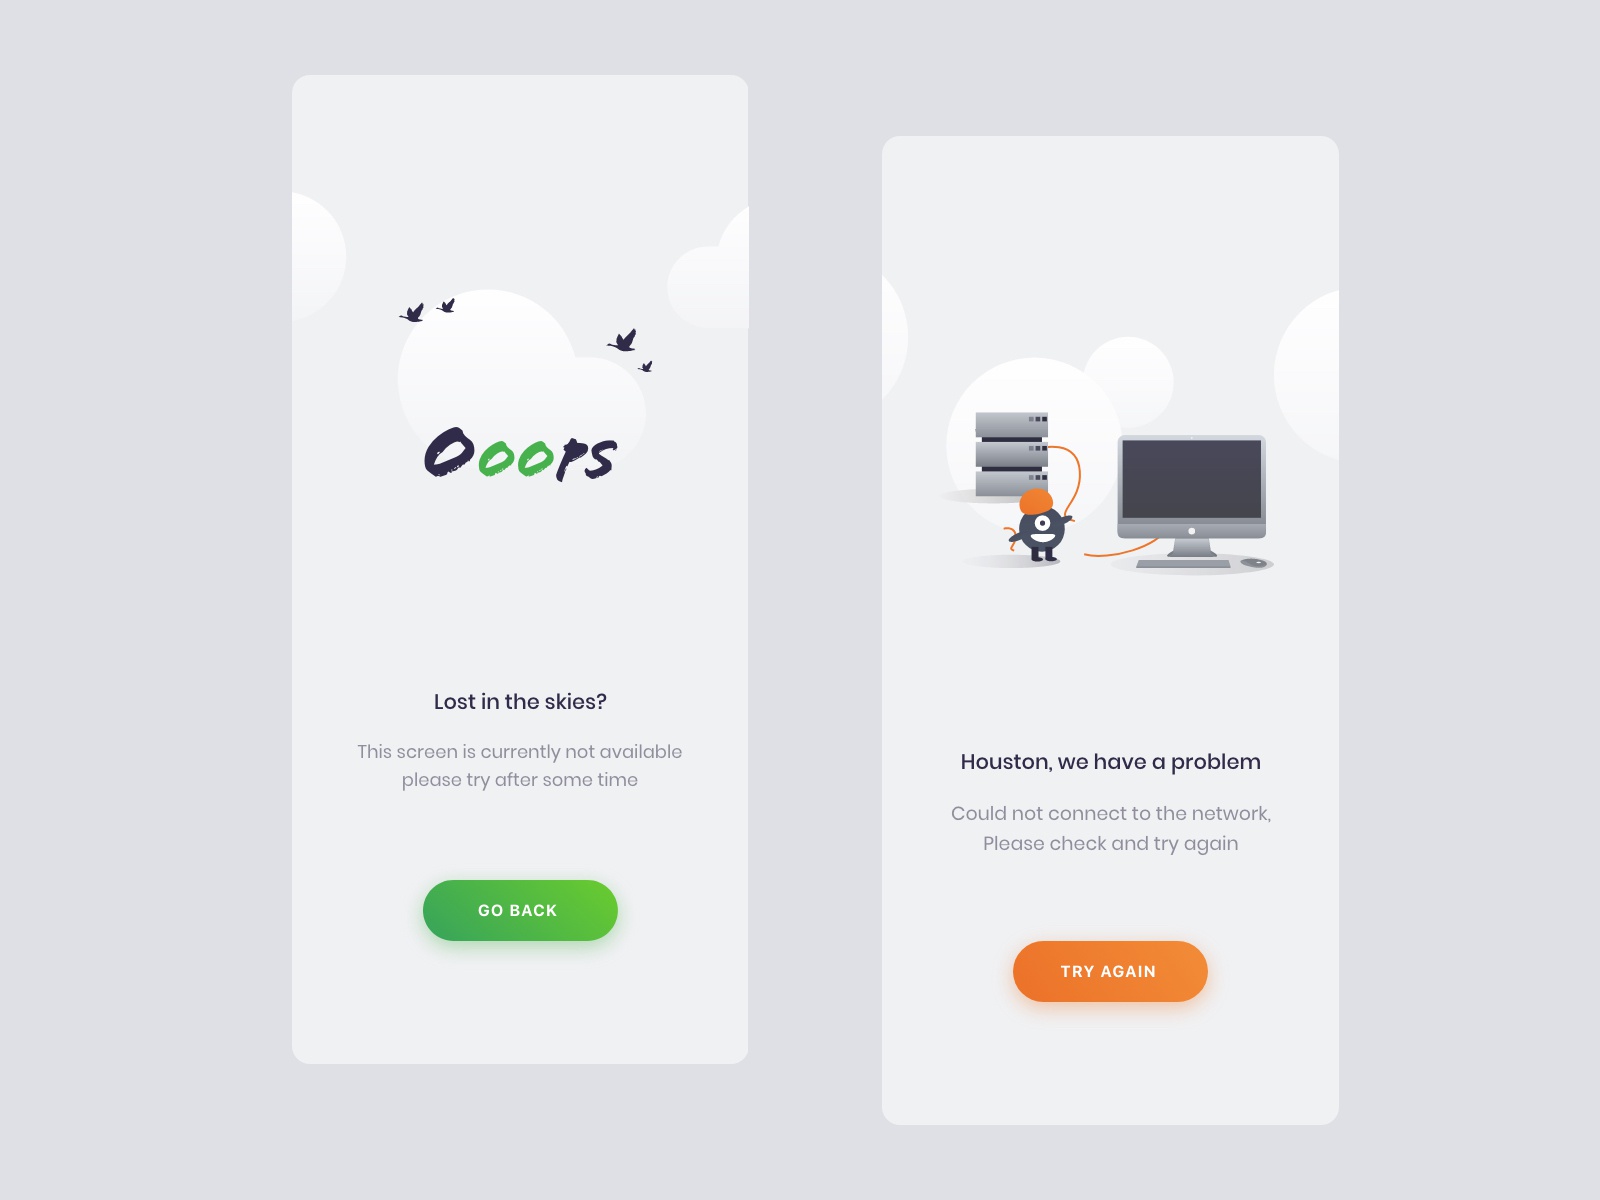 OooPS
Lost in the skies?
This screen is currently not available
please try after some time
GO BACK
Houston, we have a problem
Could not connect to the network,
Please check and try again
TRY AGAIN